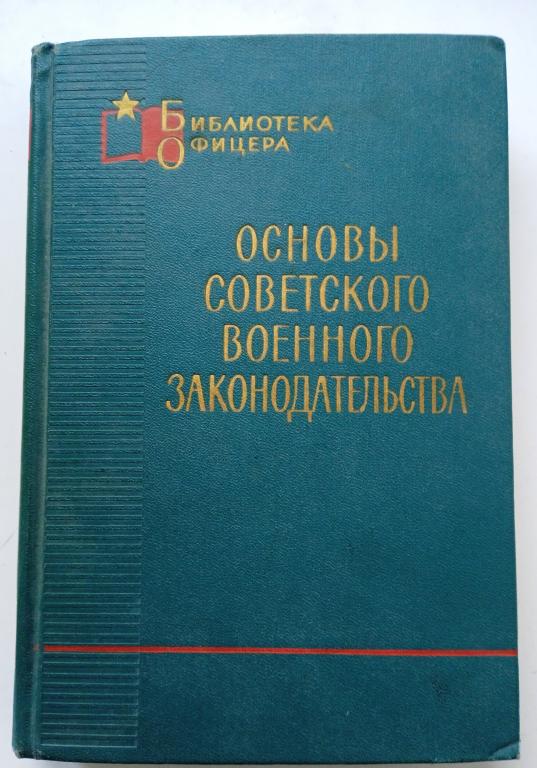 БИБЛИОТЕКА
ОФИЦЕРА
ОСНОВЫ
СОВЕТСКОГО
ВОЕННОГО
ЗАКОНОДАТЕЛЬСТВА